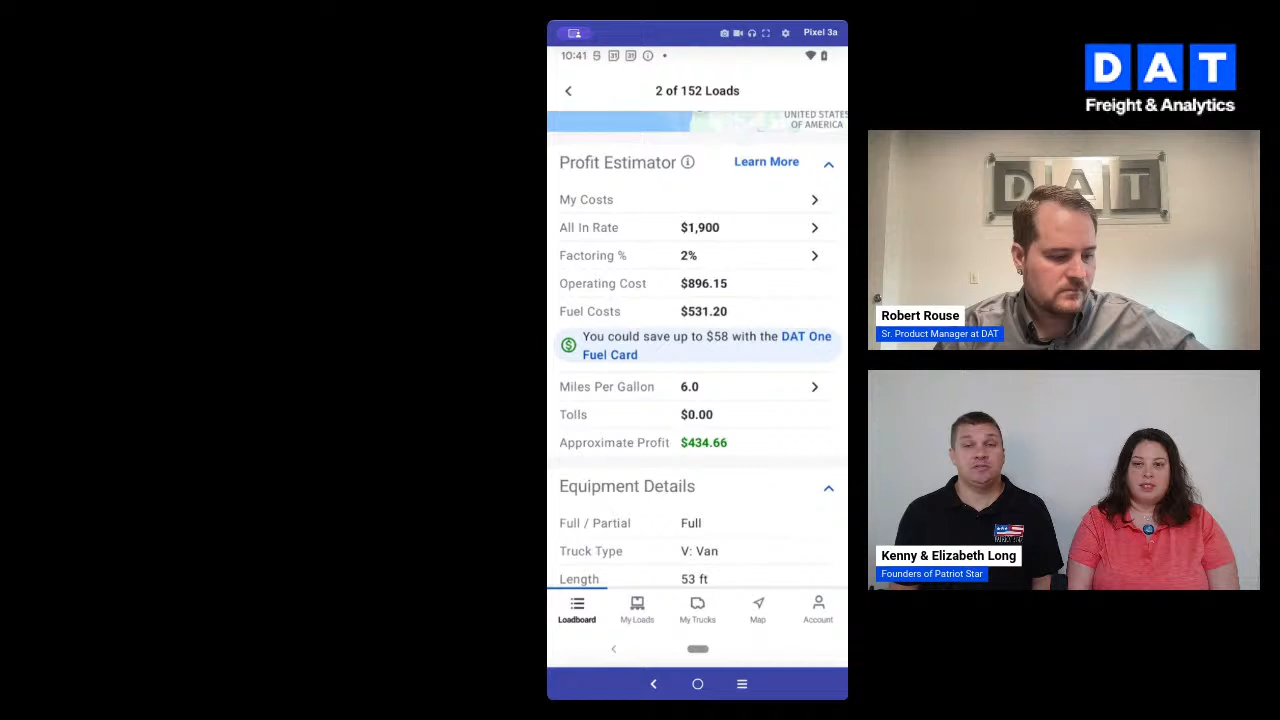 Pixel 3a
10:41
31
31
2 of 152 Loads
UNITED STATES
OF AMERICA
Profit Estimator
Learn More
My Costs
All In Rate $1,900
Factoring % 2%
Operating Cost $896.15
Fuel Costs $531.20
You could save up to $58 with the DAT One
Fuel Card
Miles Per Gallon 6.0
Tolls $0.00
Approximate Profit $434.66
Equipment Details
Full / Partial Full
Truck Type V: Van
Length 53 ft
Loadboard
My Loads
My Trucks
Map
Account
DAT
Freight & Analytics
DAT
Robert Rouse
Sr. Product Manager at DAT
Kenny & Elizabeth Long
Founders of Patriot Star